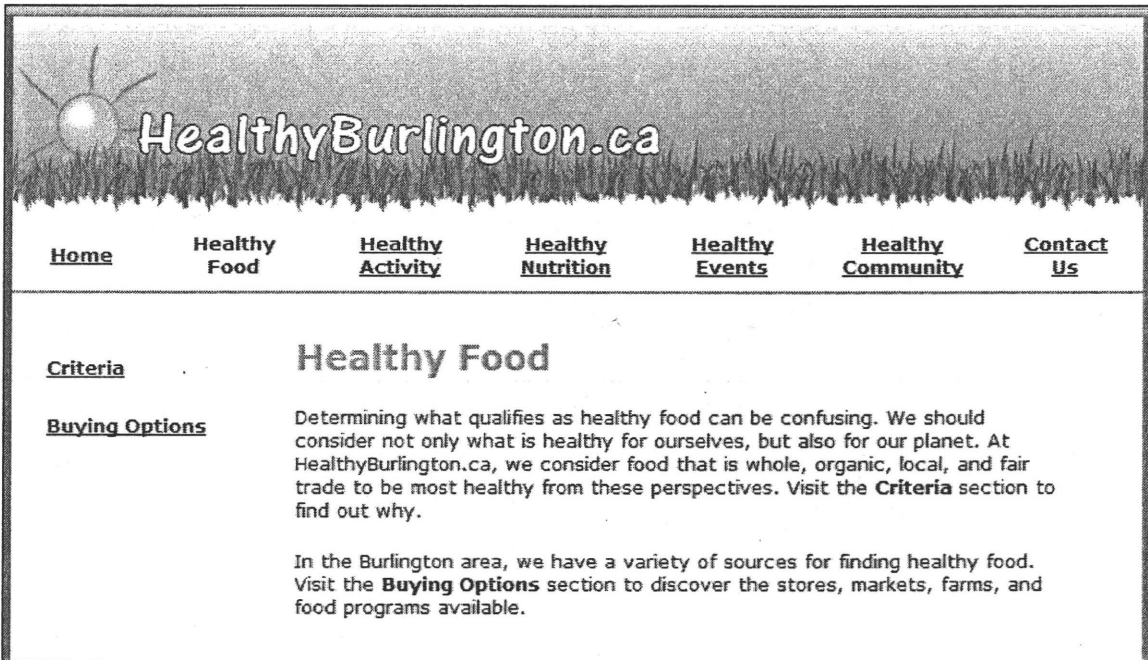 HealthyBurlington.ca
Home
Healthy
Food
Healthy
Activity
Healthy
Nutrition
Healthy
Events
Healthy
Community
Contact
Us
Criteria
Buying Options
Healthy Food
Determining what qualifies as healthy food can be confusing. We should
consider not only what is healthy for ourselves, but also for our planet. At
HealthyBurlington.ca, we consider food that is whole, organic, local, and fair
trade to be most healthy from these perspectives. Visit the Criteria section to
find out why.
In the Burlington area, we have a variety of sources for finding healthy food.
Visit the Buying Options section to discover the stores, markets, farms, and
food programs available.